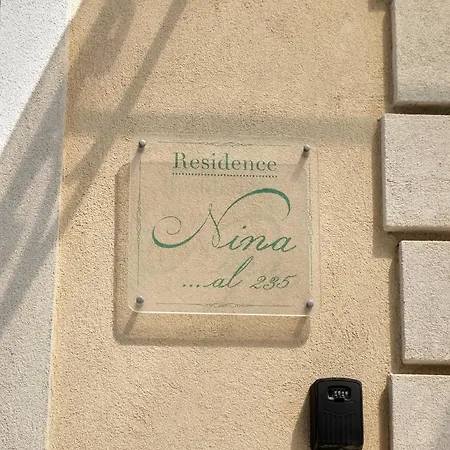 Residence
Nina
....al 235